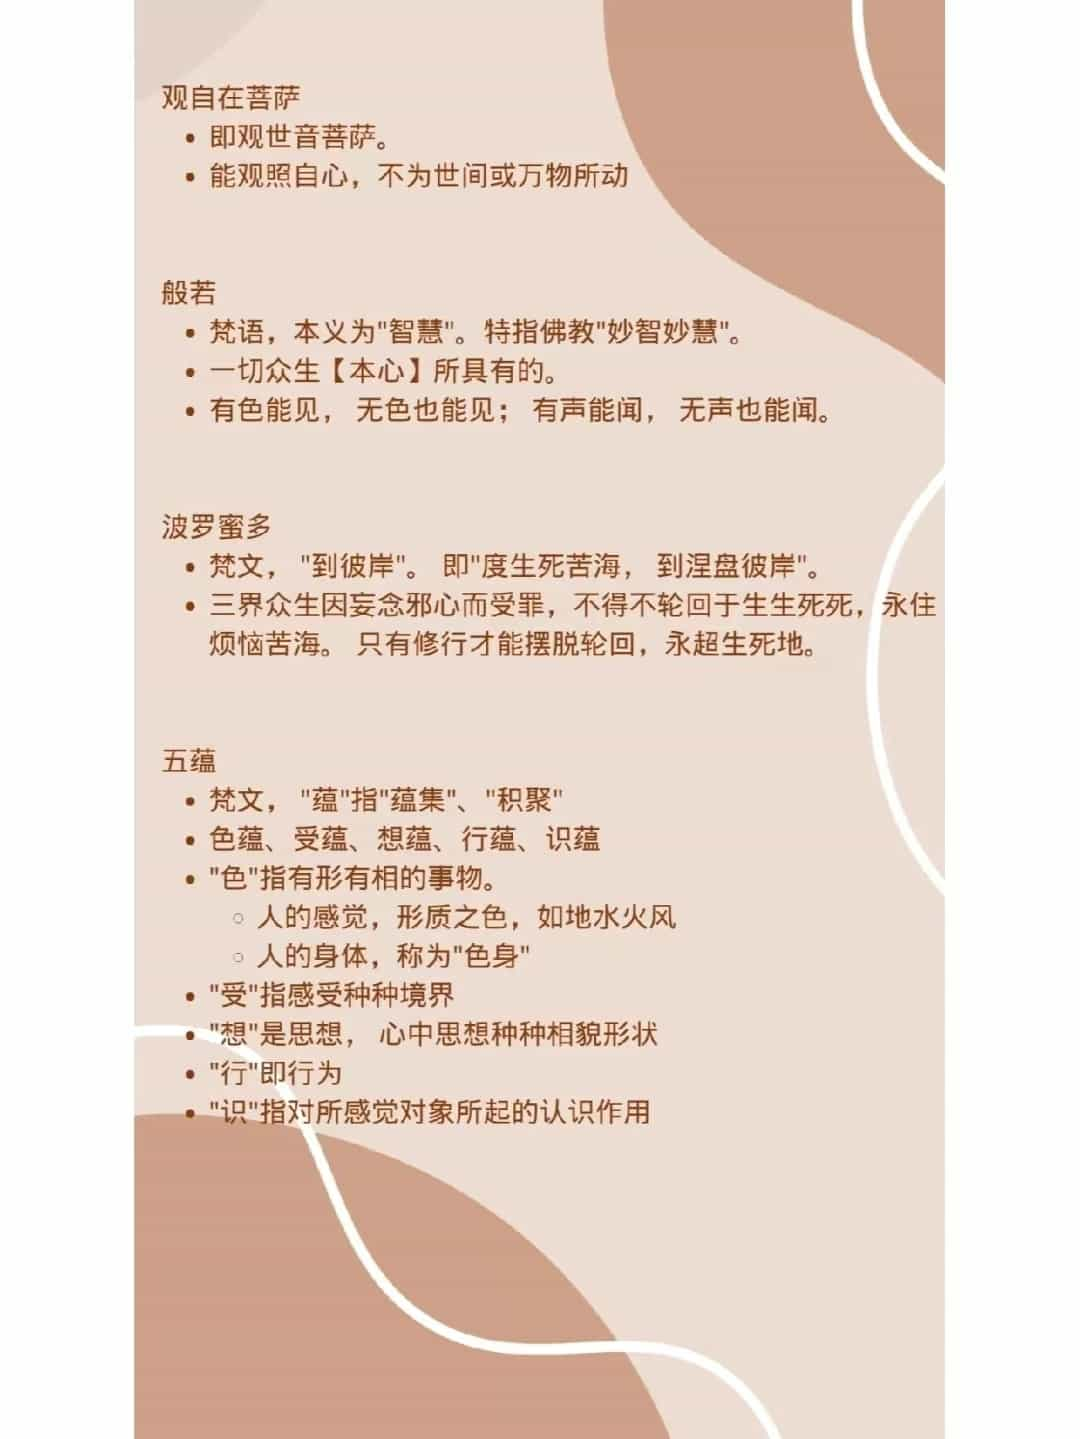 观自在菩萨
• 即观世音菩萨。
• 能观照自心，不为世间或万物所动
般若
• 梵语，本义为"智慧"。特指佛教"妙智妙慧"。
• 一切众生【本心】所具有的。
• 有色能见， 无色也能见； 有声能闻， 无声也能闻。
波罗蜜多
• 梵文， "到彼岸"。 即"度生死苦海， 到涅盘彼岸"。
• 三界众生因妄念邪心而受罪，不得不轮回于生生死死，永住
烦恼苦海。 只有修行才能摆脱轮回，永超生死地。
五蕴
• 梵文， "蕴"指"蕴集"、"积聚"
• 色蕴、受蕴、想蕴、行蕴、识蕴
• "色"指有形有相的事物。
○ 人的感觉，形质之色，如地水火风
○ 人的身体，称为"色身"
• "受"指感受种种境界
• "想"是思想， 心中思想种种相貌形状
• "行"即行为
• "识"指对所感觉对象所起的认识作用